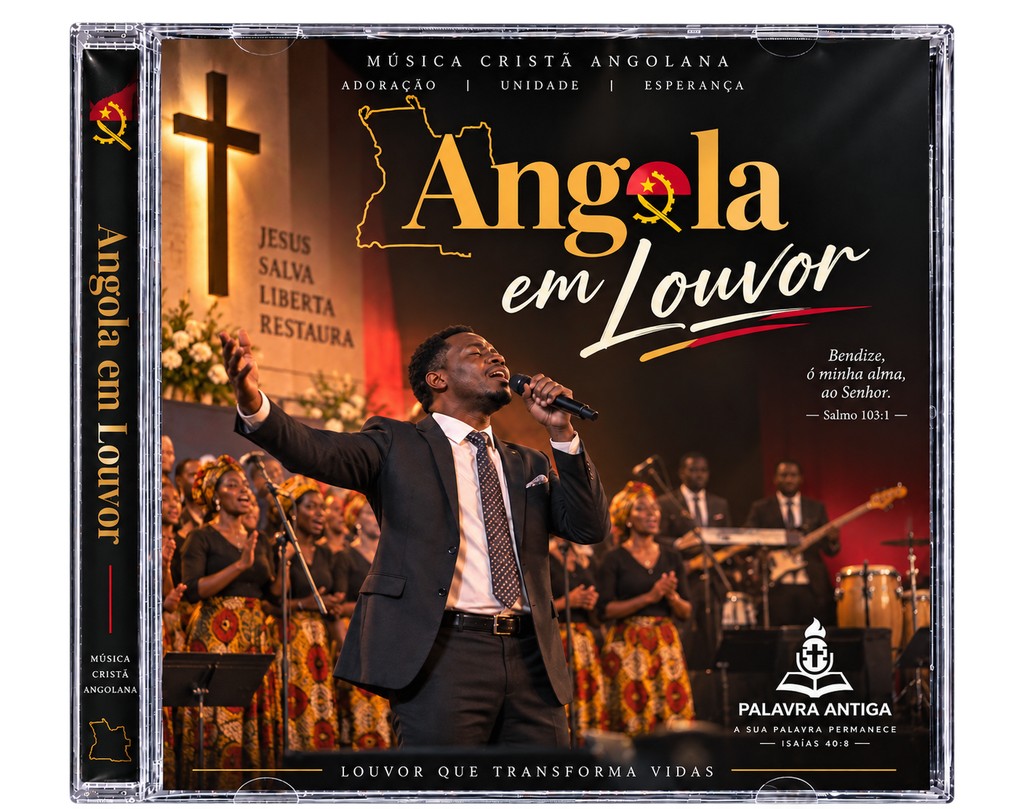 MÚSICA CRISTÃ ANGOLANA
ADORAÇÃO | UNIDADE | ESPERANÇA
Angola
em Louvor
JESUS
SALVA
LIBERTA
RESTAURA
Bendize,
ó minha alma,
ao Senhor.
— Salmo 103:1 —
PALAVRA ANTIGA
A SUA PALAVRA PERMANECE
— ISAÍAS 40:8 —
LOUVOR QUE TRANSFORMA VIDAS
Angola em Louvor
MÚSICA
CRISTÃ
ANGOLANA